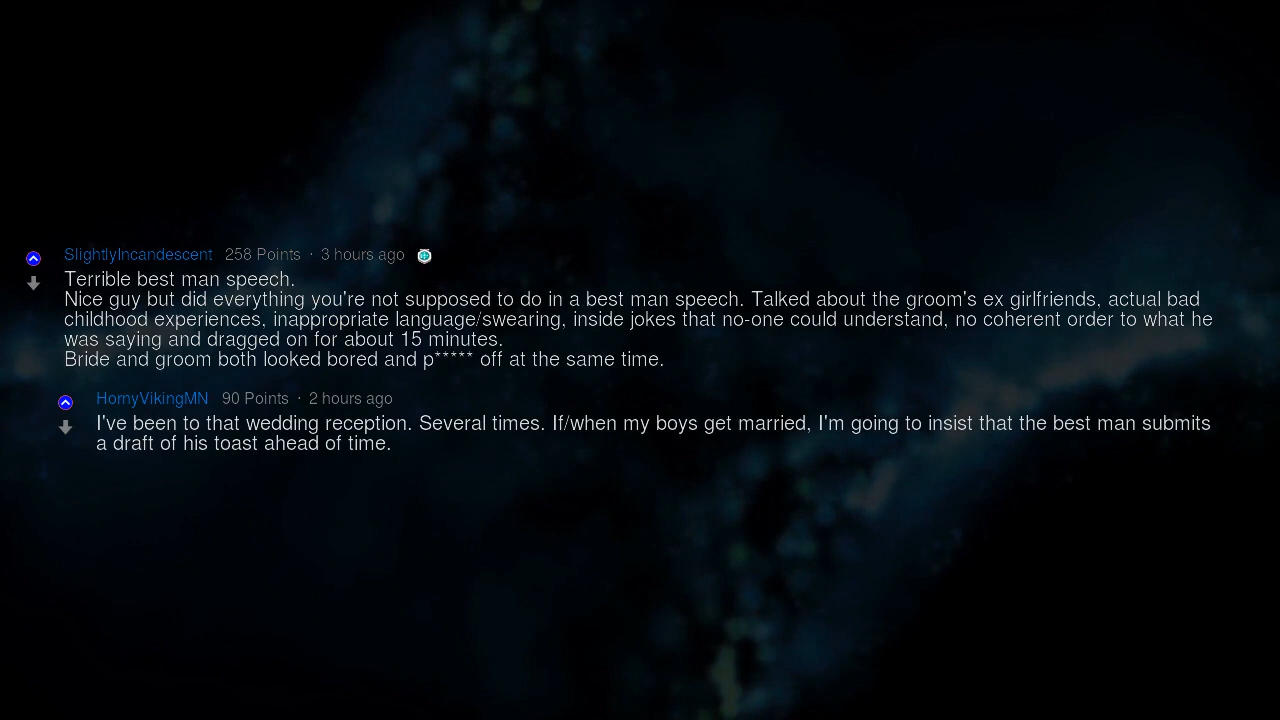 SlightlyIncandescent 258 Points · 3 hours ago
Terrible best man speech.
Nice guy but did everything you're not supposed to do in a best man speech. Talked about the groom's ex girlfriends, actual bad
childhood experiences, inappropriate language/swearing, inside jokes that no-one could understand, no coherent order to what he
was saying and dragged on for about 15 minutes.
Bride and groom both looked bored and p***** off at the same time.
HornyVikingMN 90 Points · 2 hours ago
I've been to that wedding reception. Several times. If/when my boys get married, I'm going to insist that the best man submits
a draft of his toast ahead of time.